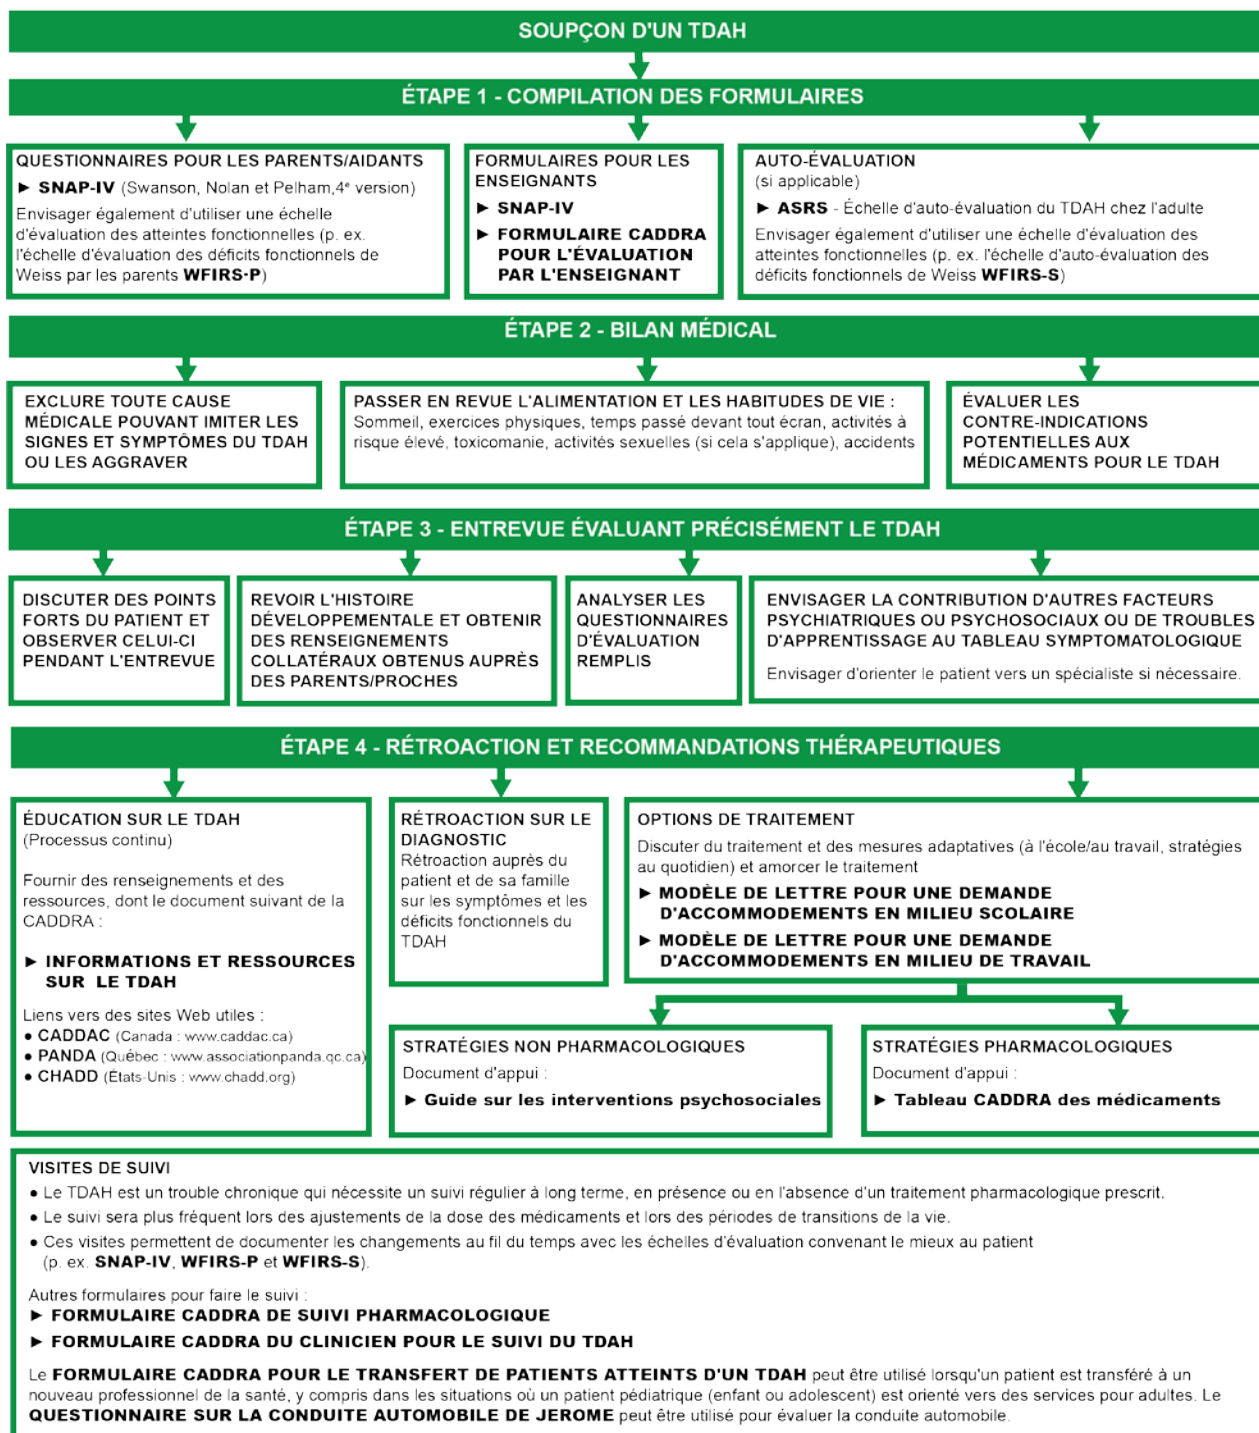 SOUPÇON D'UN TDAH
ÉTAPE 1 - COMPILATION DES FORMULAIRES
QUESTIONNAIRES POUR LES PARENTS/AIDANTS
► SNAP-IV (Swanson, Nolan et Pelham,4e version)
Envisager également d'utiliser une échelle
d'évaluation des atteintes fonctionnelles (p. ex.
l'échelle d'évaluation des déficits fonctionnels de
Weiss par les parents WFIRS-P)
FORMULAIRES POUR LES
ENSEIGNANTS
► SNAP-IV
► FORMULAIRE CADDRA
POUR L'ÉVALUATION
PAR L'ENSEIGNANT
AUTO-ÉVALUATION
(si applicable)
► ASRS - Échelle d'auto-évaluation du TDAH chez l'adulte
Envisager également d'utiliser une échelle d'évaluation des
atteintes fonctionnelles (p. ex. l'échelle d'auto-évaluation des
déficits fonctionnels de Weiss WFIRS-S)
ÉTAPE 2 - BILAN MÉDICAL
EXCLURE TOUTE CAUSE
MÉDICALE POUVANT IMITER LES
SIGNES ET SYMPTÔMES DU TDAH
OU LES AGGRAVER
PASSER EN REVUE L'ALIMENTATION ET LES HABITUDES DE VIE :
Sommeil, exercices physiques, temps passé devant tout écran, activités à
risque élevé, toxicomanie, activités sexuelles (si cela s'applique), accidents
ÉVALUER LES
CONTRE-INDICATIONS
POTENTIELLES AUX
MÉDICAMENTS POUR LE TDAH
ÉTAPE 3 - ENTREVUE ÉVALUANT PRÉCISÉMENT LE TDAH
DISCUTER DES POINTS
FORTS DU PATIENT ET
OBSERVER CELUI-CI
PENDANT L'ENTREVUE
REVOIR L'HISTOIRE
DÉVELOPPEMENTALE ET OBTENIR
DES RENSEIGNEMENTS
COLLATÉRAUX OBTENUS AUPRÈS
DES PARENTS/PROCHES
ANALYSER LES
QUESTIONNAIRES
D'ÉVALUATION
REMPLIS
ENVISAGER LA CONTRIBUTION D'AUTRES FACTEURS
PSYCHIATRIQUES OU PSYCHOSOCIAUX OU DE TROUBLES
D'APPRENTISSAGE AU TABLEAU SYMPTOMATOLOGIQUE
Envisager d'orienter le patient vers un spécialiste si nécessaire.
ÉTAPE 4 - RÉTROACTION ET RECOMMANDATIONS THÉRAPEUTIQUES
ÉDUCATION SUR LE TDAH
(Processus continu)
Fournir des renseignements et des
ressources, dont le document suivant de la
CADDRA :
► INFORMATIONS ET RESSOURCES
SUR LE TDAH
Liens vers des sites Web utiles :
● CADDAC (Canada : www.caddac.ca)
● PANDA (Québec : www.associationpanda.qc.ca)
● CHADD (États-Unis : www.chadd.org)
RÉTROACTION SUR LE
DIAGNOSTIC
Rétroaction auprès du
patient et de sa famille
sur les symptômes et les
déficits fonctionnels du
TDAH
OPTIONS DE TRAITEMENT
Discuter du traitement et des mesures adaptatives (à l'école/au travail, stratégies
au quotidien) et amorcer le traitement
► MODÈLE DE LETTRE POUR UNE DEMANDE
D'ACCOMMODEMENTS EN MILIEU SCOLAIRE
► MODÈLE DE LETTRE POUR UNE DEMANDE
D'ACCOMMODEMENTS EN MILIEU DE TRAVAIL
STRATÉGIES NON PHARMACOLOGIQUES
Document d'appui :
► Guide sur les interventions psychosociales
STRATÉGIES PHARMACOLOGIQUES
Document d'appui :
► Tableau CADDRA des médicaments
VISITES DE SUIVI
● Le TDAH est un trouble chronique qui nécessite un suivi régulier à long terme, en présence ou en l'absence d'un traitement pharmacologique prescrit.
● Le suivi sera plus fréquent lors des ajustements de la dose des médicaments et lors des périodes de transitions de la vie.
● Ces visites permettent de documenter les changements au fil du temps avec les échelles d'évaluation convenant le mieux au patient
(p. ex. SNAP-IV, WFIRS-P et WFIRS-S).
Autres formulaires pour faire le suivi :
► FORMULAIRE CADDRA DE SUIVI PHARMACOLOGIQUE
► FORMULAIRE CADDRA DU CLINICIEN POUR LE SUIVI DU TDAH
Le FORMULAIRE CADDRA POUR LE TRANSFERT DE PATIENTS ATTEINTS D'UN TDAH peut être utilisé lorsqu'un patient est transféré à un
nouveau professionnel de la santé, y compris dans les situations où un patient pédiatrique (enfant ou adolescent) est orienté vers des services pour adultes. Le
QUESTIONNAIRE SUR LA CONDUITE AUTOMOBILE DE JEROME peut être utilisé pour évaluer la conduite automobile.